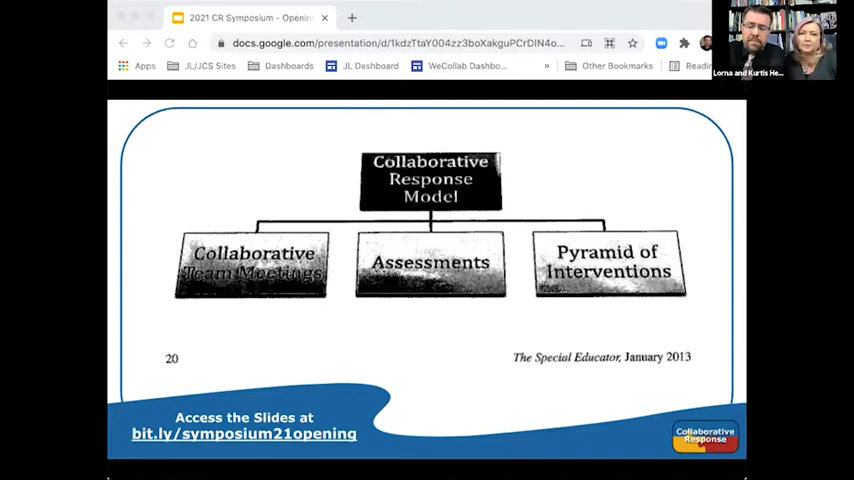 2021 CR Symposium - Openin
docs.google.com/presentation/d/1kdzTtaY004zz3boXakguPCrDIN4o...
Apps
JL/JCS Sites
Dashboards
JL Dashboard
WeCollab Dashbo...
»
Other Bookmarks
Readin
Lorna and Kurtis He...
Collaborative
Response
Model
Collaborative
Team Meetings
Assessments
Pyramid of
Interventions
20
The Special Educator, January 2013
Access the Slides at
bit.ly/symposium21opening
Collaborative
Response